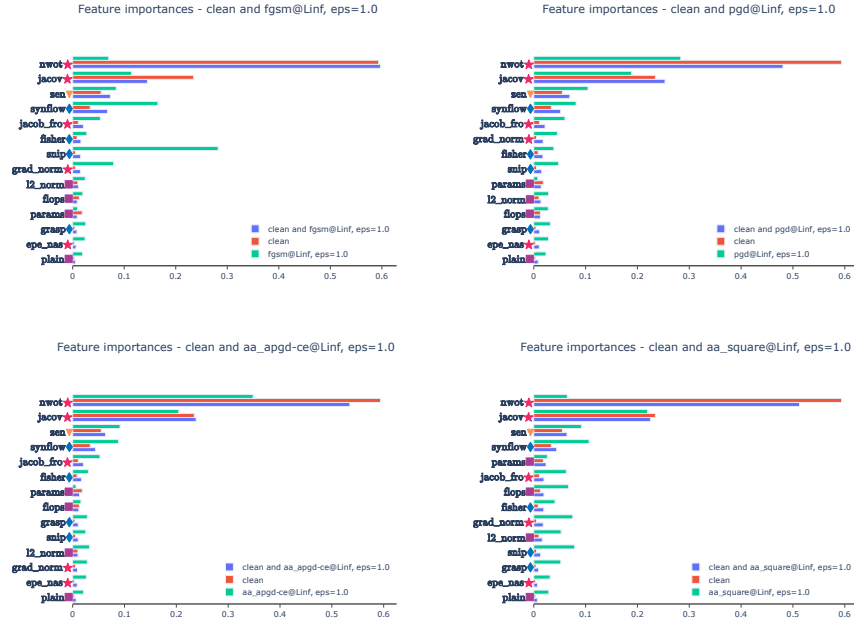 Feature importances - clean and fgsm@Linf, eps=1.0
nwot
jacov
sen
synflow
jacob_fro
fisher
snip
grad_norm
l2_norm
flops
params
grasp
epe_nas
plain
clean and fgsm@Linf, eps=1.0
clean
fgsm@Linf, eps=1.0
0 0.1 0.2 0.3 0.4 0.5 0.6
Feature importances - clean and pgd@Linf, eps=1.0
nwot
jacov
sen
synflow
jacob_fro
grad_norm
fisher
snip
params
l2_norm
flops
grasp
epe_nas
plain
clean and pgd@Linf, eps=1.0
clean
pgd@Linf, eps=1.0
0 0.1 0.2 0.3 0.4 0.5 0.6
Feature importances - clean and aa_apgd-ce@Linf, eps=1.0
nwot
jacov
sen
synflow
jacob_fro
fisher
params
flops
grasp
snip
l2_norm
grad_norm
epe_nas
plain
clean and aa_apgd-ce@Linf, eps=1.0
clean
aa_apgd-ce@Linf, eps=1.0
0 0.1 0.2 0.3 0.4 0.5 0.6
Feature importances - clean and aa_square@Linf, eps=1.0
nwot
jacov
sen
synflow
params
jacob_fro
flops
fisher
grad_norm
l2_norm
snip
grasp
epe_nas
plain
clean and aa_square@Linf, eps=1.0
clean
aa_square@Linf, eps=1.0
0 0.1 0.2 0.3 0.4 0.5 0.6